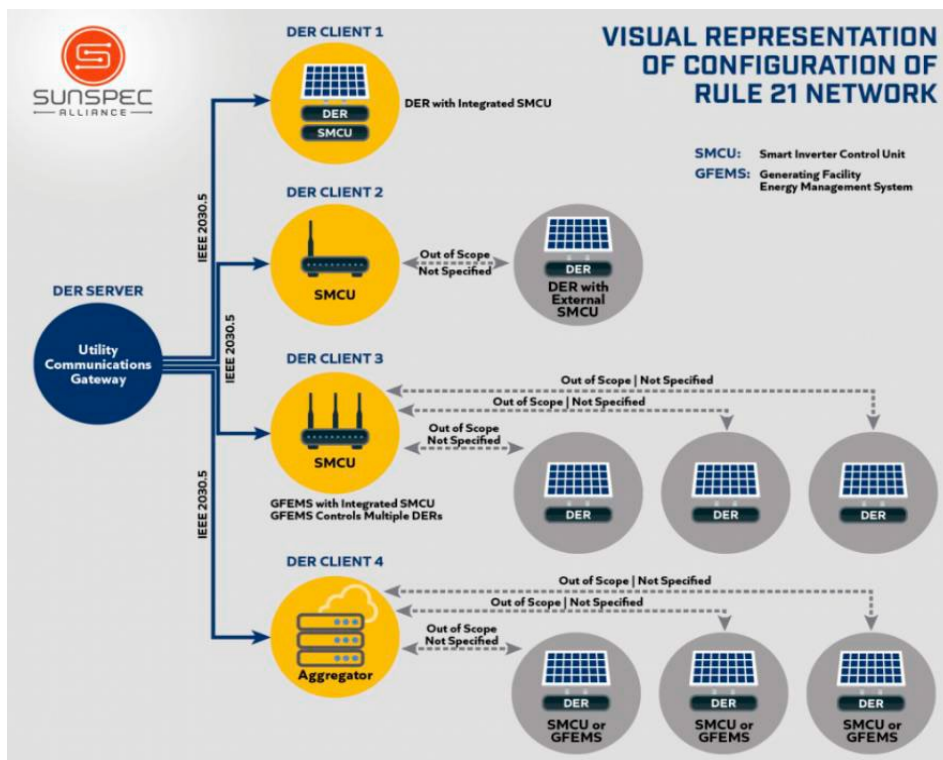 SUNSPEC
ALLIANCE
VISUAL REPRESENTATION
OF CONFIGURATION OF
RULE 21 NETWORK
SMCU: Smart Inverter Control Unit
GFEMS: Generating Facility
Energy Management System
DER CLIENT 1
DER
SMCU
DER with Integrated SMCU
IEEE 2030.5
DER CLIENT 2
SMCU
Out of Scope
Not Specified
DER
DER with
External
SMCU
DER SERVER
Utility
Communications
Gateway
IEEE 2030.5
DER CLIENT 3
SMCU
GFEMS with Integrated SMCU
GFEMS Controls Multiple DERs
Out of Scope | Not Specified
Out of Scope | Not Specified
Out of Scope
Not Specified
DER
DER
DER
IEEE 2030.5
DER CLIENT 4
Aggregator
Out of Scope | Not Specified
Out of Scope | Not Specified
Out of Scope
Not Specified
DER
SMCU or
GFEMS
DER
SMCU or
GFEMS
DER
SMCU or
GFEMS